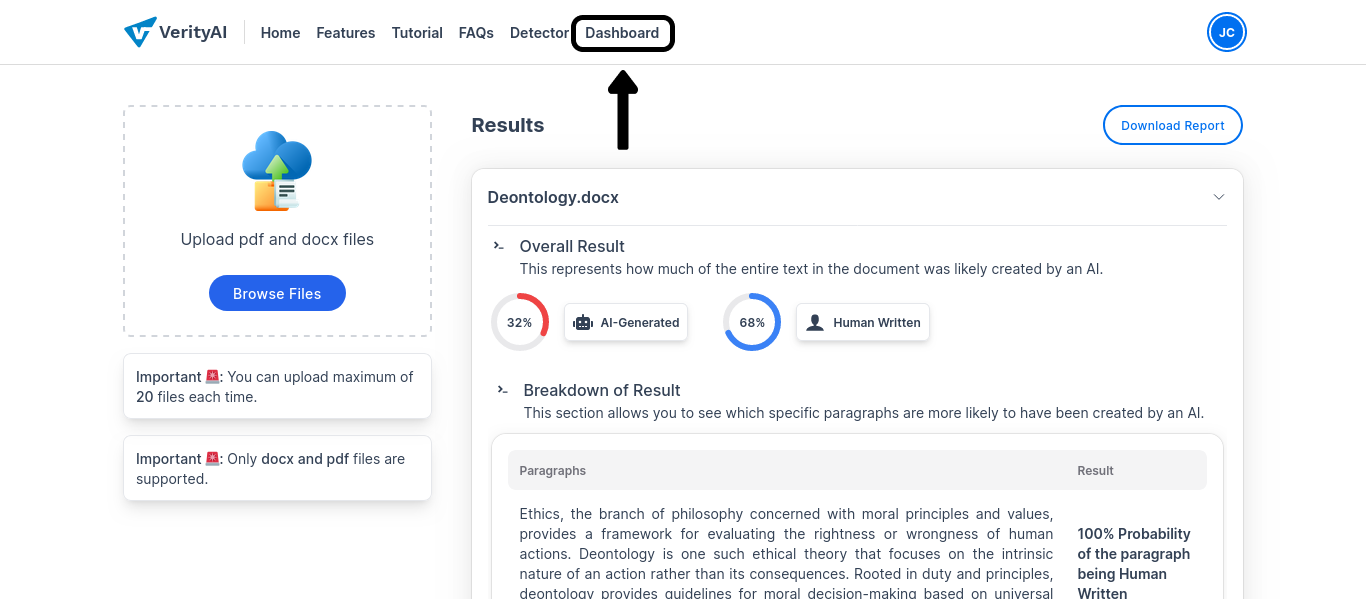 VerityAI
Home Features Tutorial FAQs Detector Dashboard
JC
Upload pdf and docx files
Browse Files
Important 🚨: You can upload maximum of
20 files each time.
Important 🚨: Only docx and pdf files are
supported.
Results
Download Report
Deontology.docx
Overall Result
This represents how much of the entire text in the document was likely created by an AI.
32% AI-Generated 68% Human Written
Breakdown of Result
This section allows you to see which specific paragraphs are more likely to have been created by an AI.
Paragraphs Result
Ethics, the branch of philosophy concerned with moral principles and values,
provides a framework for evaluating the rightness or wrongness of human
actions. Deontology is one such ethical theory that focuses on the intrinsic
nature of an action rather than its consequences. Rooted in duty and principles,
deontology provides guidelines for moral decision-making based on universal
100% Probability
of the paragraph
being Human
Written